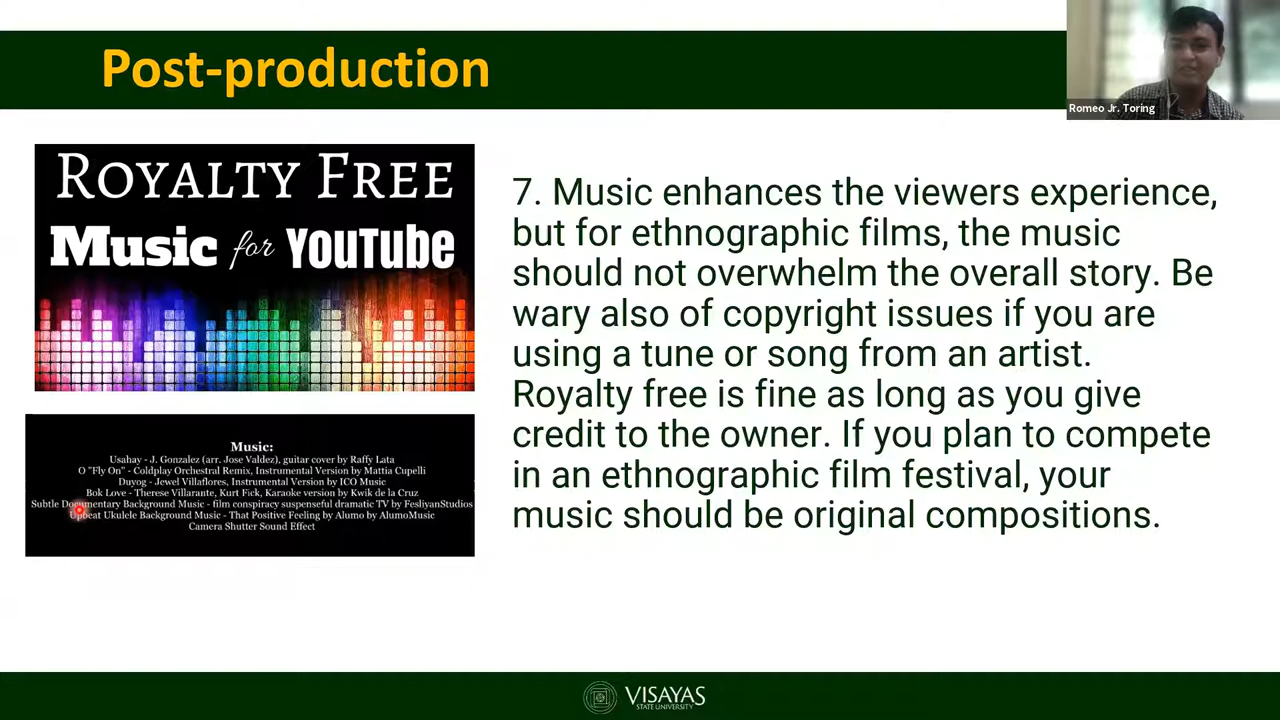 Post-production
Romeo Jr. Toring
ROYALTY FREE
Music for YOUTUBE
7. Music enhances the viewers experience,
but for ethnographic films, the music
should not overwhelm the overall story. Be
wary also of copyright issues if you are
using a tune or song from an artist.
Royalty free is fine as long as you give
credit to the owner. If you plan to compete
in an ethnographic film festival, your
music should be original compositions.
Music:
Usahay - J. Gonzalez (arr. Jose Valdez), guitar cover by Raffy Lata
O "Fly On" - Coldplay Orchestral Remix, Instrumental Version by Mattia Cupelli
Duyog - Jewel Villaflores, Instrumental Version by ICO Music
Bok Love - Therese Villarante, Kurt Fick, Karaoke version by Kwik de la Cruz
Subtle Documentary Background Music - film conspiracy suspenseful dramatic TV by FesliyanStudios
Upbeat Ukulele Background Music - That Positive Feeling by Alumo by AlumoMusic
Camera Shutter Sound Effect
VISAYAS
STATE UNIVERSITY